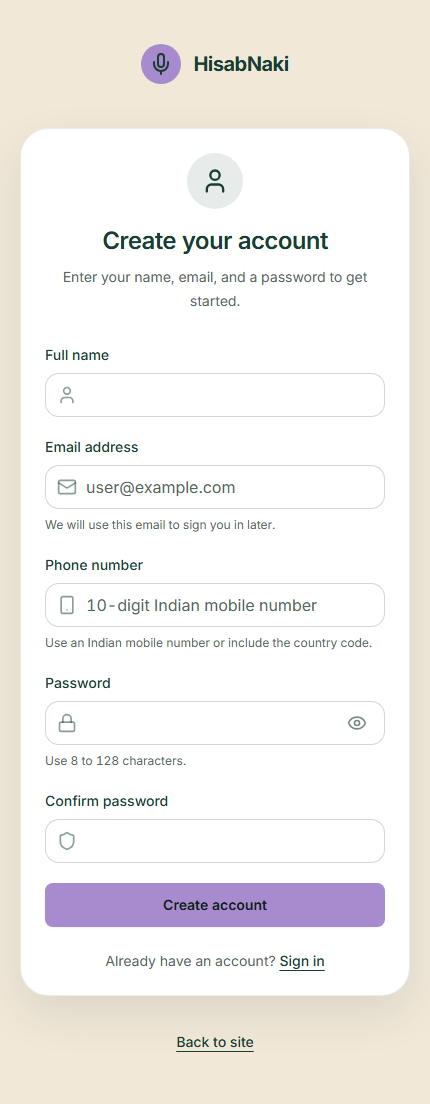 HisabNaki
Create your account
Enter your name, email, and a password to get
started.
Full name
Email address
user@example.com
We will use this email to sign you in later.
Phone number
10-digit Indian mobile number
Use an Indian mobile number or include the country code.
Password
Use 8 to 128 characters.
Confirm password
Create account
Already have an account? Sign in
Back to site